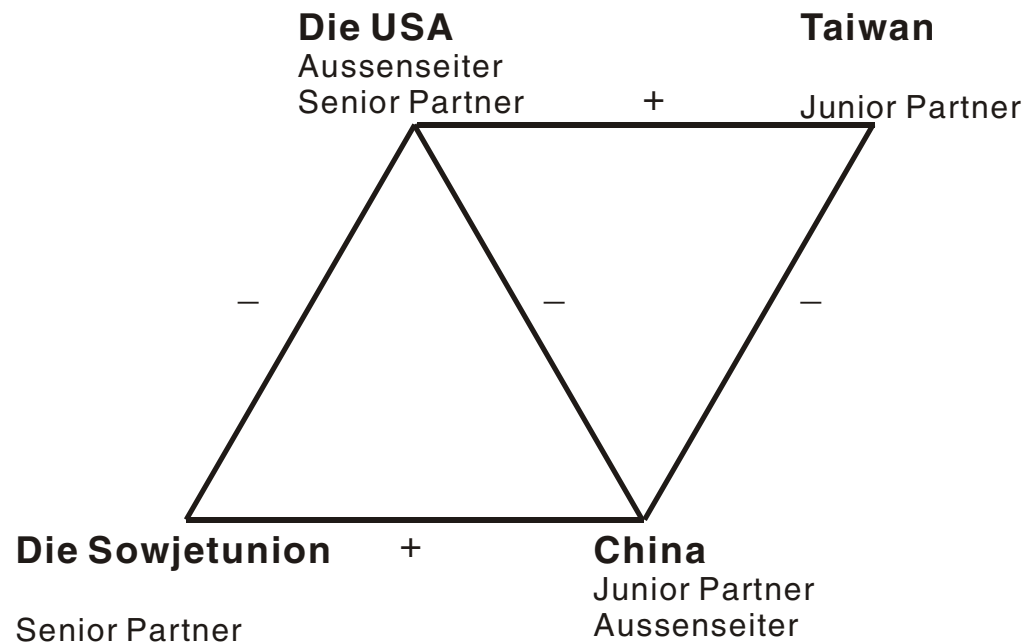 Die USA
Aussenseiter
Senior Partner
+
Taiwan
Junior Partner
–
–
–
Die Sowjetunion
Senior Partner
+
China
Junior Partner
Aussenseiter